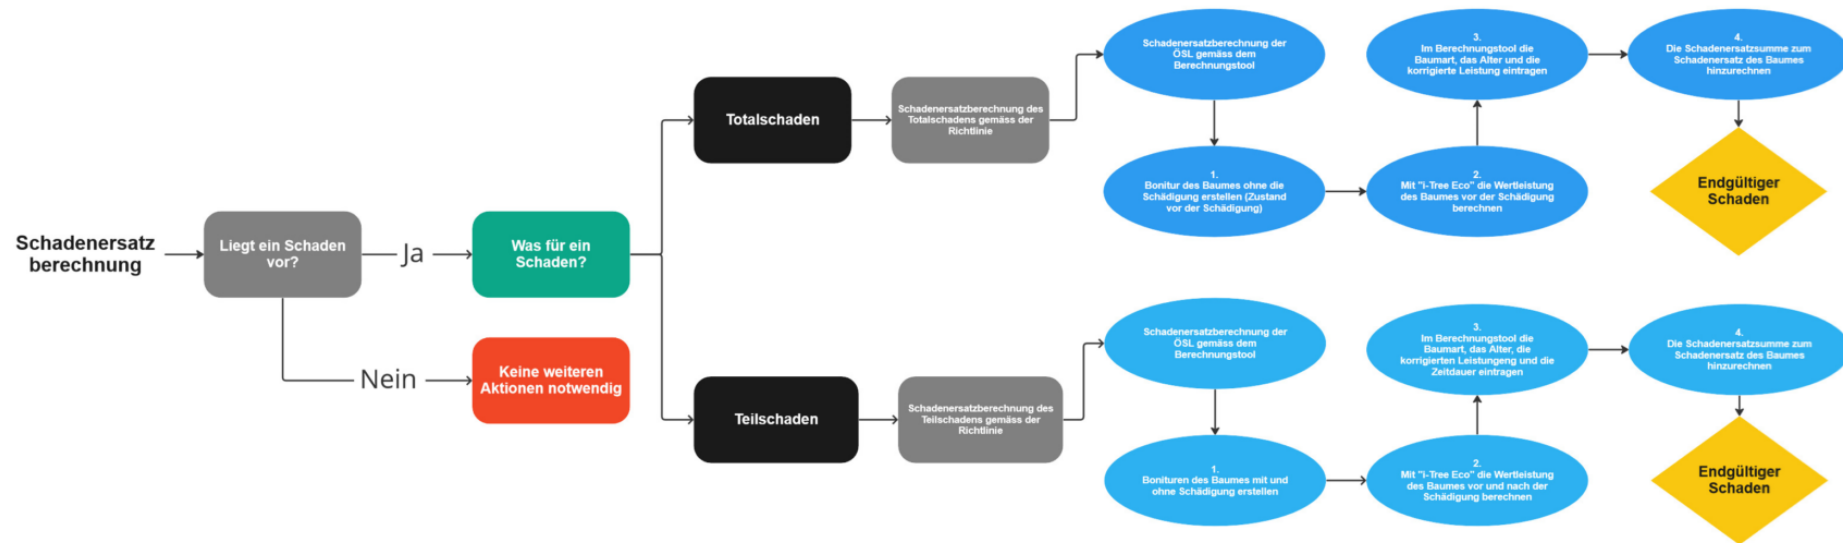 Schadenersatz
berechnung
Liegt ein Schaden
vor?
Ja
Nein
Was für ein
Schaden?
Keine weiteren
Aktionen notwendig
Totalschaden
Schadenersatzberechnung des
Totalschadens gemäss der
Richtlinie
Schadenersatzberechnung der
ÖSL gemäss dem
Berechnungstool
1.
Bonitur des Baumes ohne die
Schädigung erstellen (Zustand
vor der Schädigung)
2.
Mit "i-Tree Eco" die Wertleistung
des Baumes vor der Schädigung
berechnen
3.
Im Berechnungstool die
Baumart, das Alter und die
korrigierte Leistung eintragen
4.
Die Schadenersatzsumme zum
Schadenersatz des Baumes
hinzurechnen
Endgültiger
Schaden
Teilschaden
Schadenersatzberechnung des
Teilschadens gemäss der
Richtlinie
Schadenersatzberechnung der
ÖSL gemäss dem
Berechnungstool
1.
Bonituren des Baumes mit und
ohne Schädigung erstellen
2.
Mit "i-Tree Eco" die Wertleistung
des Baumes vor und nach der
Schädigung berechnen
3.
Im Berechnungstool die
Baumart, das Alter, die
korrigierten Leistungeng und die
Zeitdauer eintragen
4.
Die Schadenersatzsumme zum
Schadenersatz des Baumes
hinzurechnen
Endgültiger
Schaden